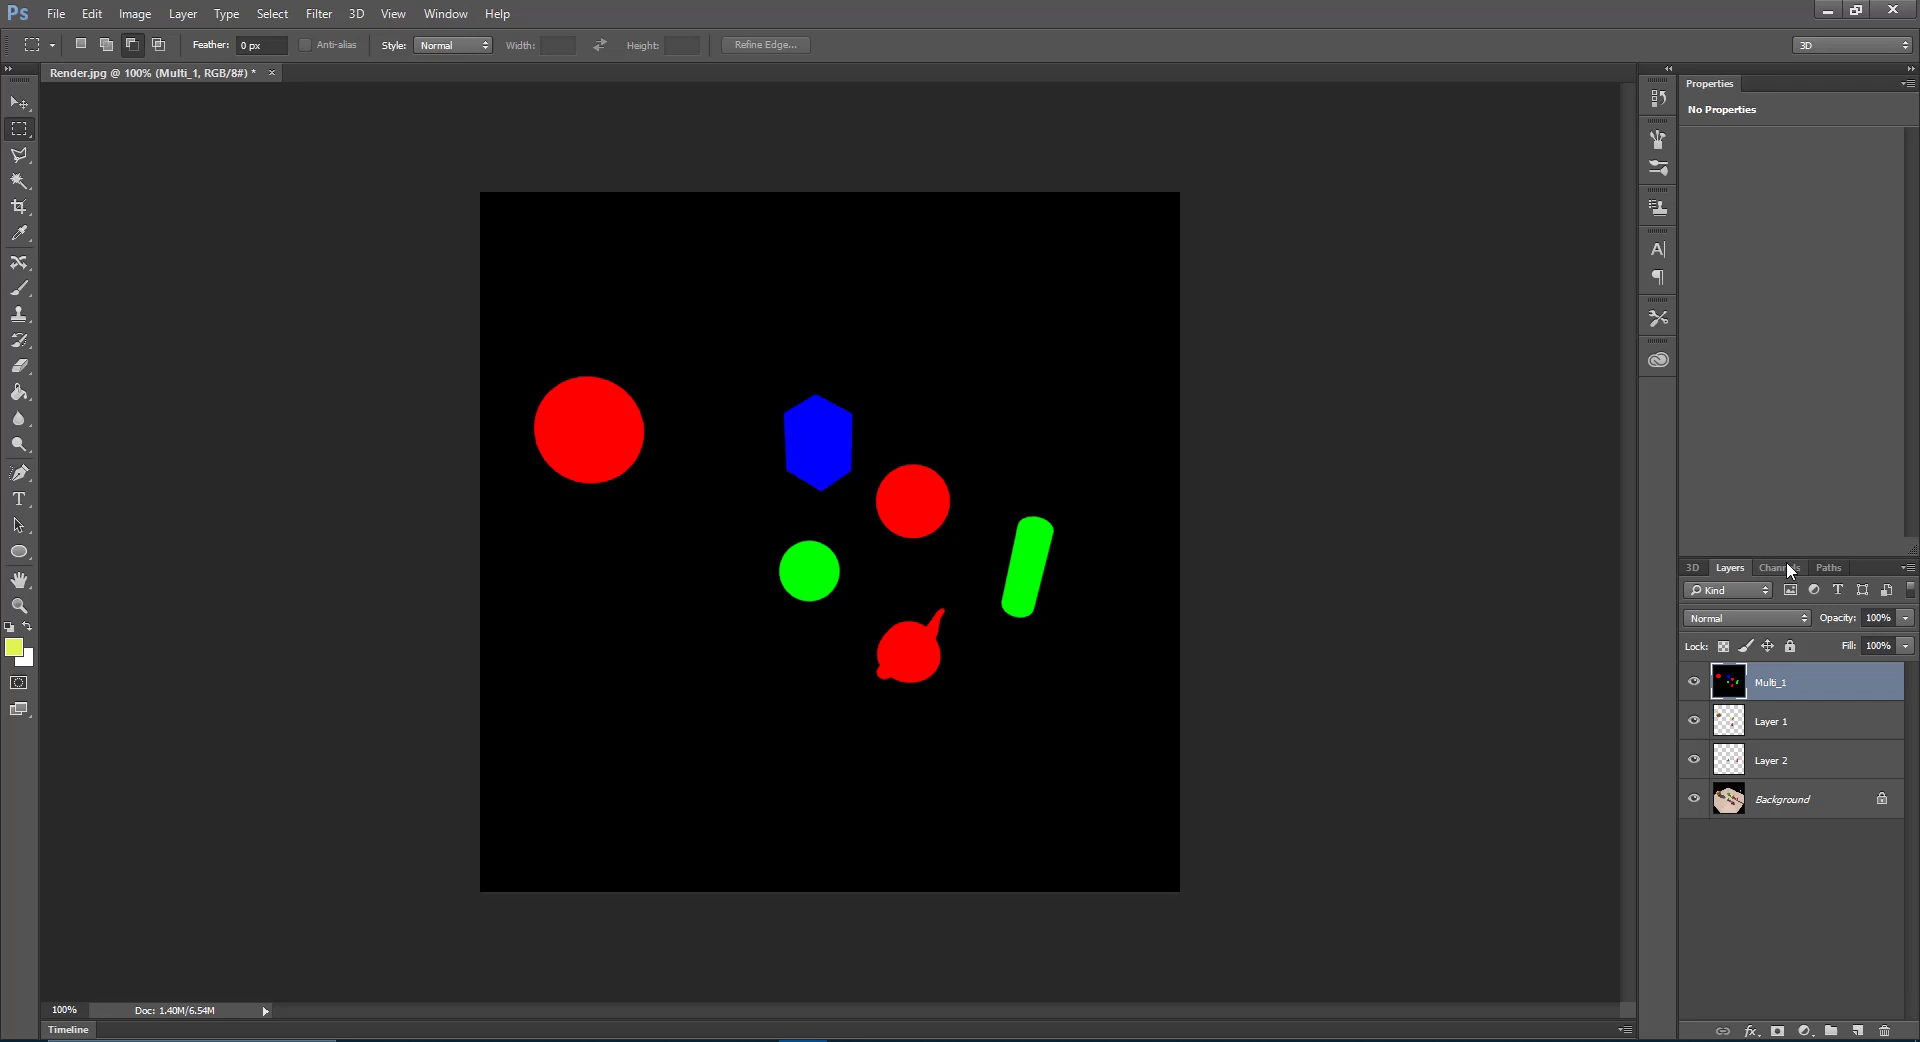 Ps File Edit Image Layer Type Select Filter 3D View Window Help
Feather: 0 px Anti-alias Style: Normal Width: Height: Refine Edge... 3D
Render.jpg @ 100% (Multi_1, RGB/8#) * ×
Properties
No Properties
3D Layers Channels Paths
Kind
Normal Opacity: 100%
Lock: Fill: 100%
Multi_1
Layer 1
Layer 2
Background
100% Doc: 1.40M/6.54M
Timeline